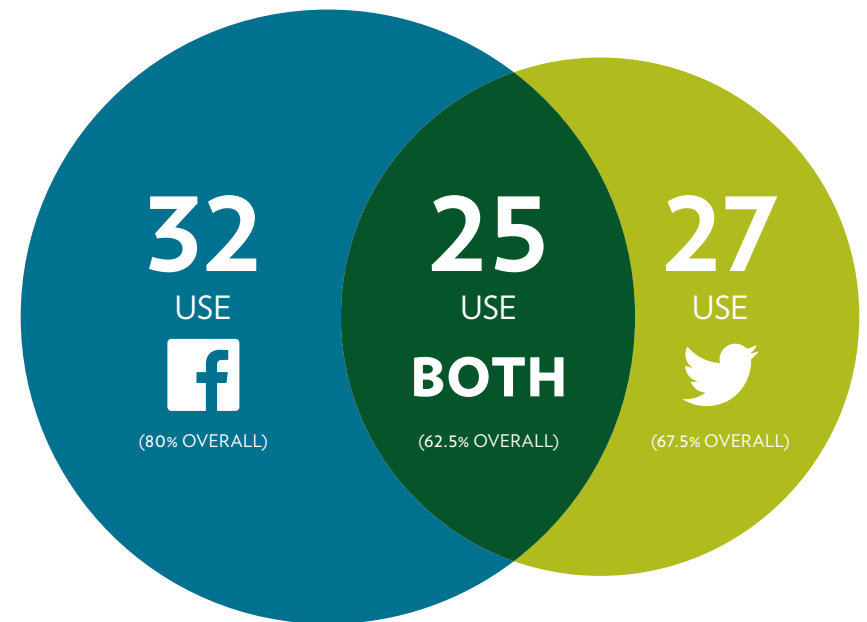 32
USE
(80% OVERALL)
25
USE
BOTH
(62.5% OVERALL)
27
USE
(67.5% OVERALL)